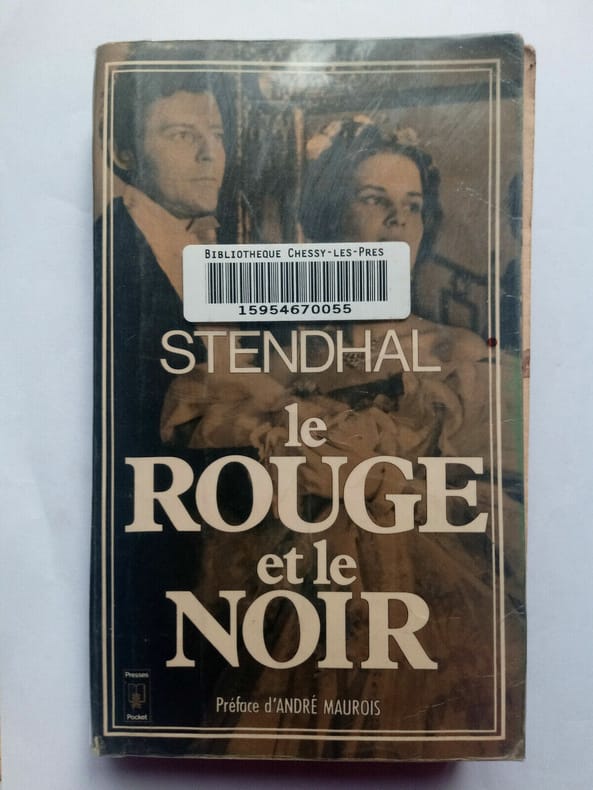 BIBLIOTHEQUE CHESSY-LES-PRES
15954670055
STENDHAL
le
ROUGE
et le
NOIR
Presses
Pocket
Préface d'ANDRÉ MAUROIS